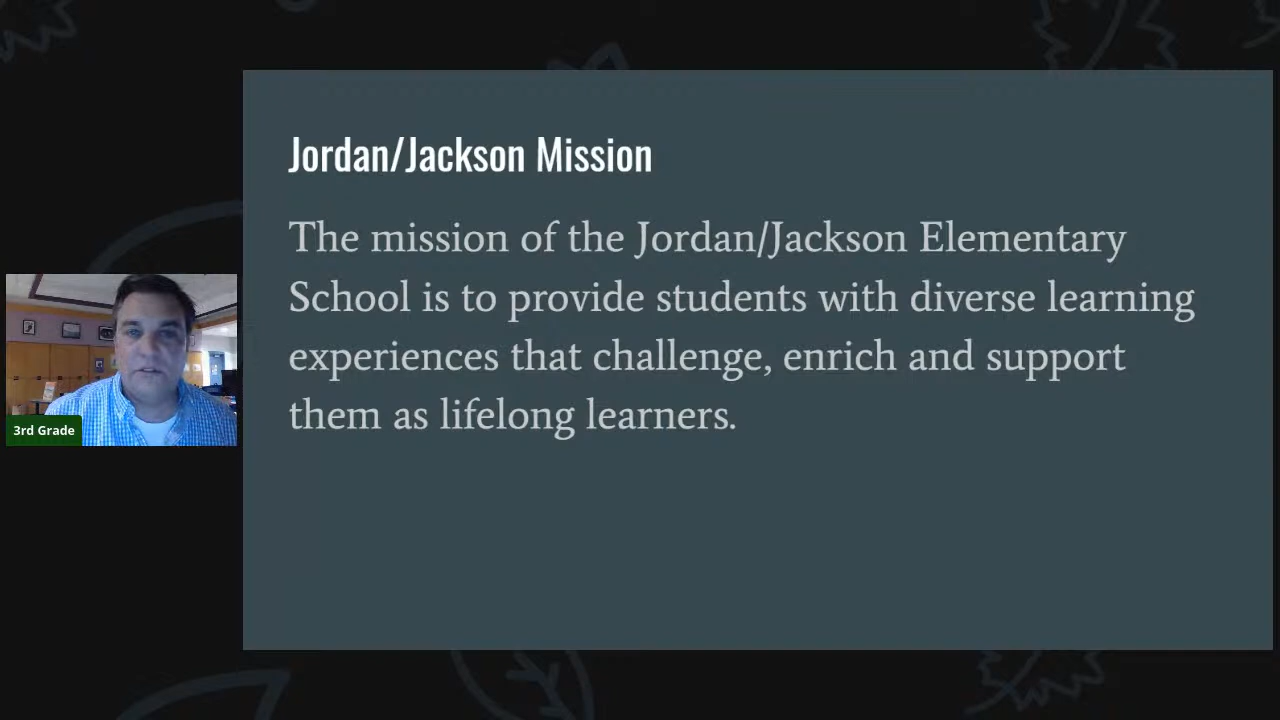 Jordan/Jackson Mission
The mission of the Jordan/Jackson Elementary
School is to provide students with diverse learning
experiences that challenge, enrich and support
them as lifelong learners.
3rd Grade